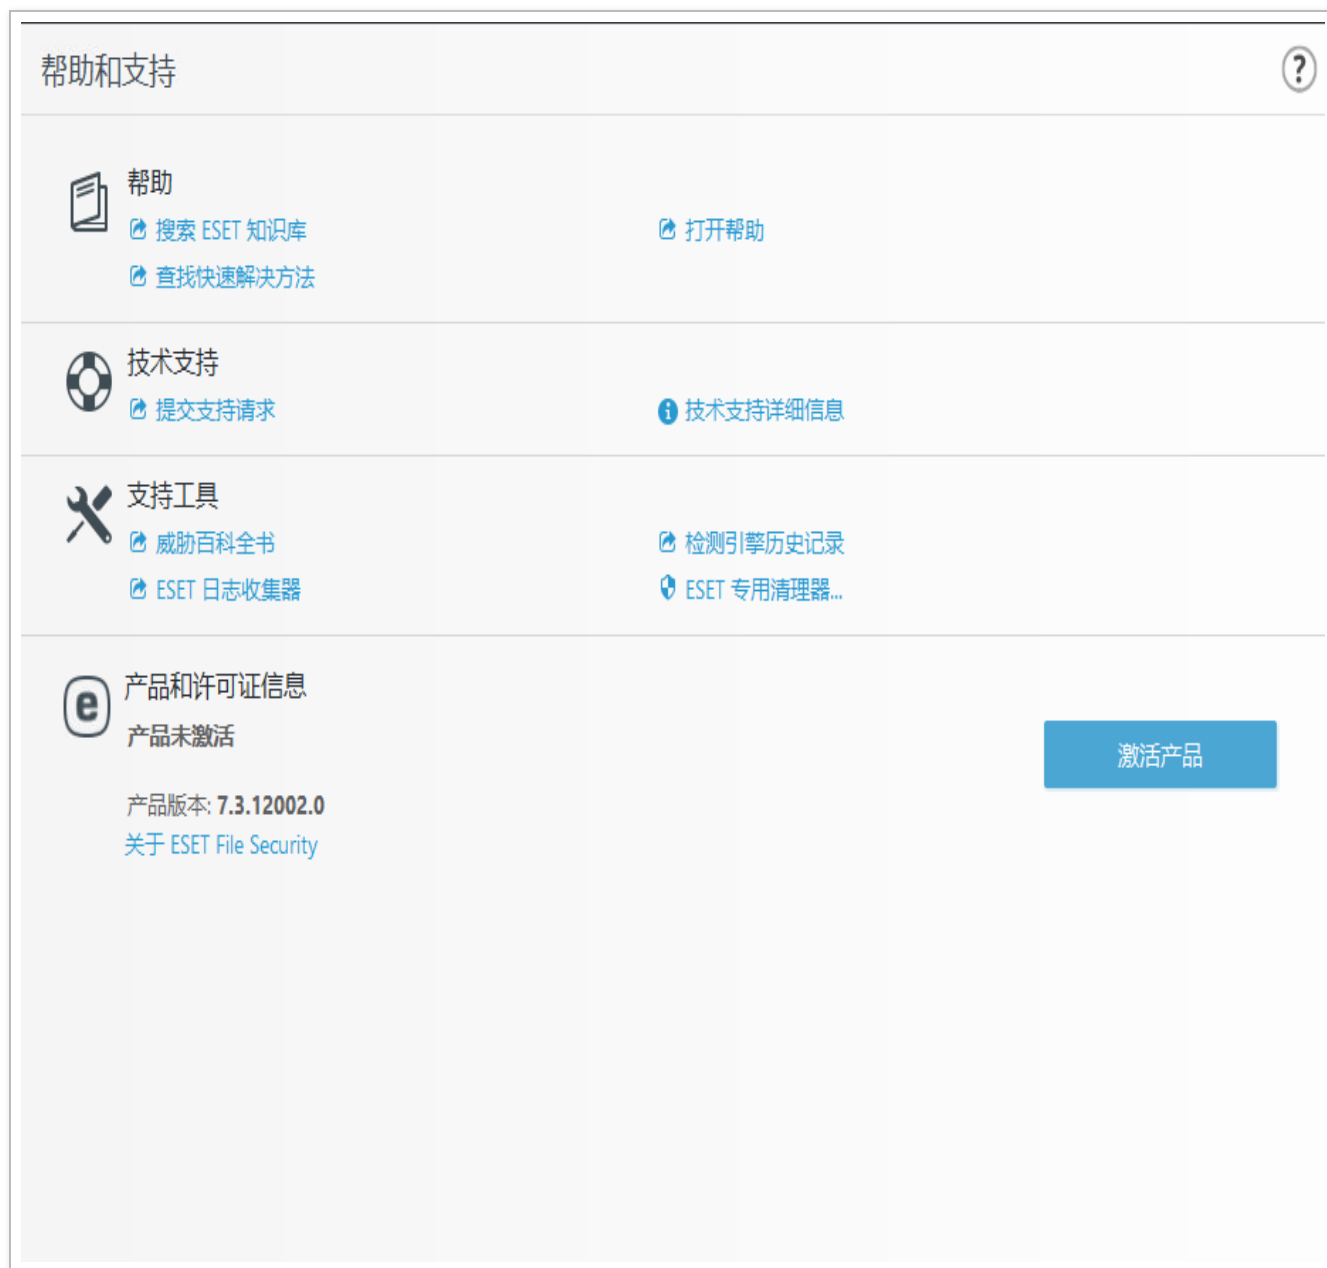 帮助和支持
?
帮助
搜索 ESET 知识库
打开帮助
查找快速解决方法
技术支持
提交支持请求
技术支持详细信息
支持工具
威胁百科全书
检测引擎历史记录
ESET 日志收集器
ESET 专用清理器...
e
产品和许可证信息
产品未激活
激活产品
产品版本: 7.3.12002.0
关于 ESET File Security